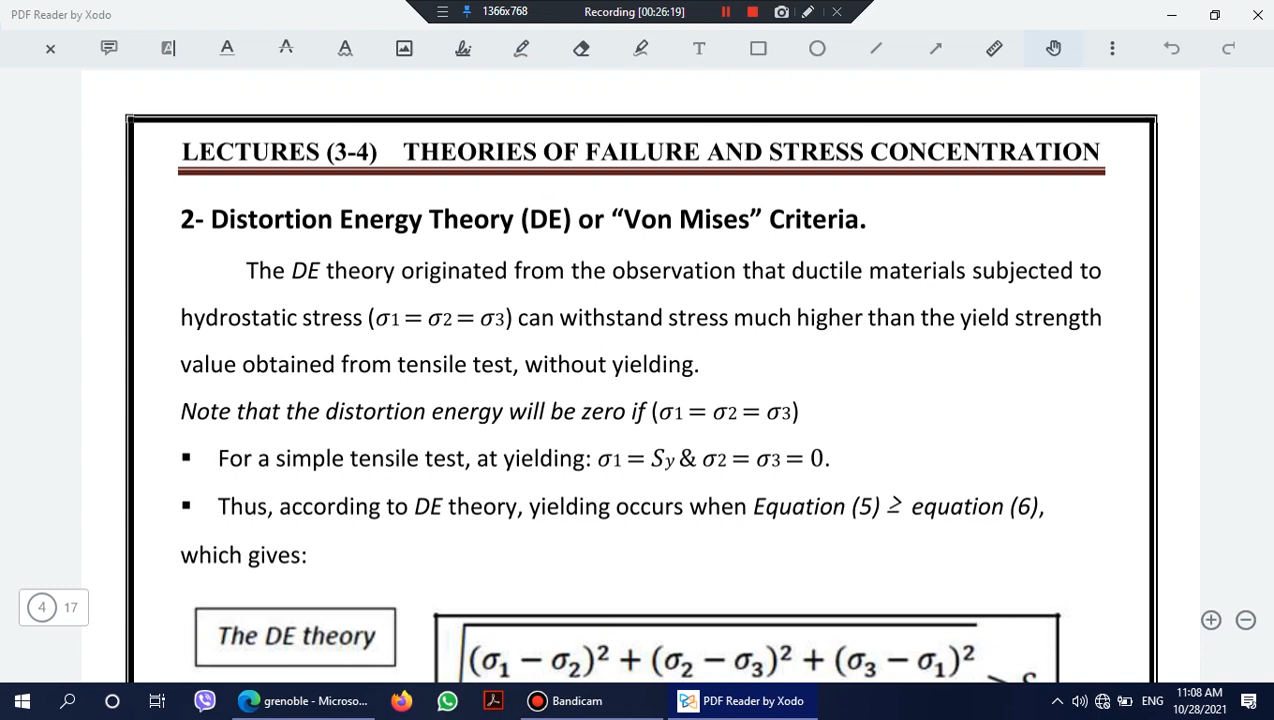 PDF Reader by Xodo
1366x768
Recording [00:26:19]
LECTURES (3-4) THEORIES OF FAILURE AND STRESS CONCENTRATION
2- Distortion Energy Theory (DE) or “Von Mises” Criteria.
The DE theory originated from the observation that ductile materials subjected to
hydrostatic stress (σ1 = σ2 = σ3) can withstand stress much higher than the yield strength
value obtained from tensile test, without yielding.
Note that the distortion energy will be zero if (σ1 = σ2 = σ3)
▪ For a simple tensile test, at yielding: σ1 = Sy & σ2 = σ3 = 0.
▪ Thus, according to DE theory, yielding occurs when Equation (5) ≥ equation (6),
which gives:
4 17
The DE theory
(σ₁ − σ₂)² + (σ₂ − σ₃)² + (σ₃ − σ₁)²
grenoble - Microso...
Bandicam
PDF Reader by Xodo
ENG
11:08 AM
10/28/2021